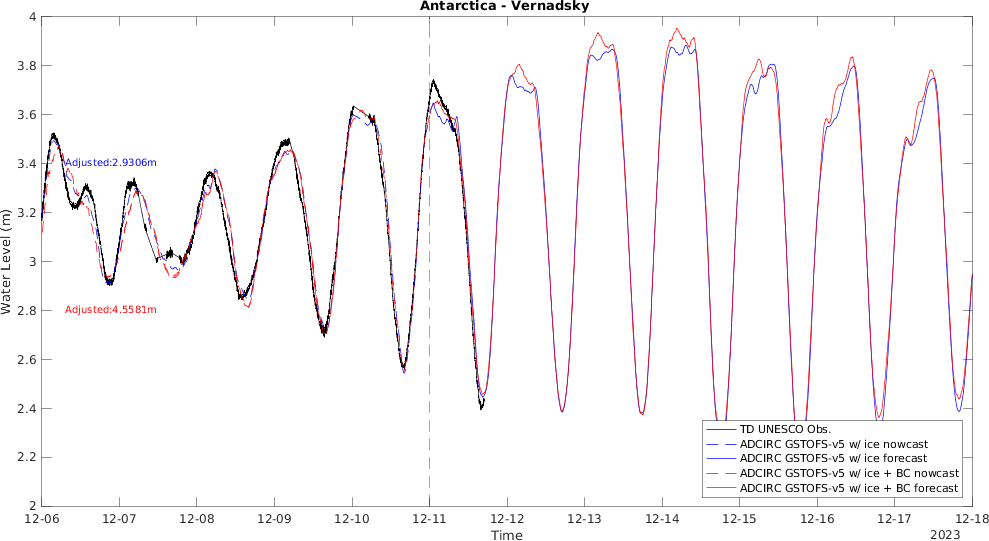 Antarctica - Vernadsky
4
3.8
3.6
3.4
3.2
3
2.8
2.6
2.4
2.2
2
Water Level (m)
Adjusted:2.9306m
Adjusted:4.5581m
TD UNESCO Obs.
ADCIRC GSTOFS-v5 w/ ice nowcast
ADCIRC GSTOFS-v5 w/ ice forecast
ADCIRC GSTOFS-v5 w/ ice + BC nowcast
ADCIRC GSTOFS-v5 w/ ice + BC forecast
12-06 12-07 12-08 12-09 12-10 12-11 12-12 12-13 12-14 12-15 12-16 12-17 12-18
Time
2023